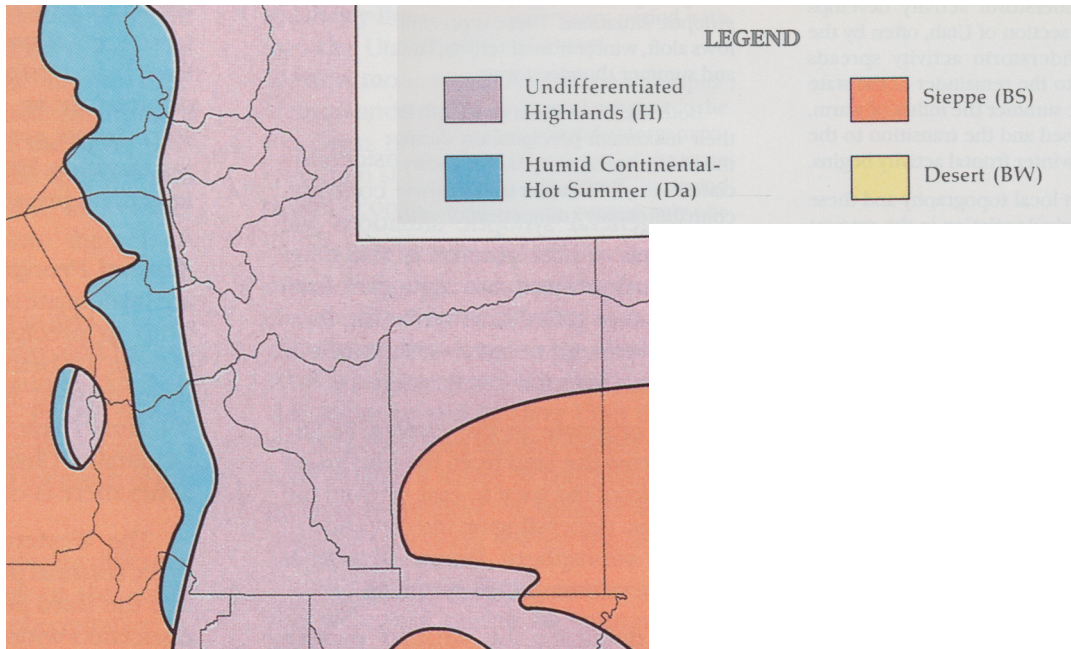 LEGEND
Undifferentiated
Highlands (H)
Steppe (BS)
Humid Continental-
Hot Summer (Da)
Desert (BW)